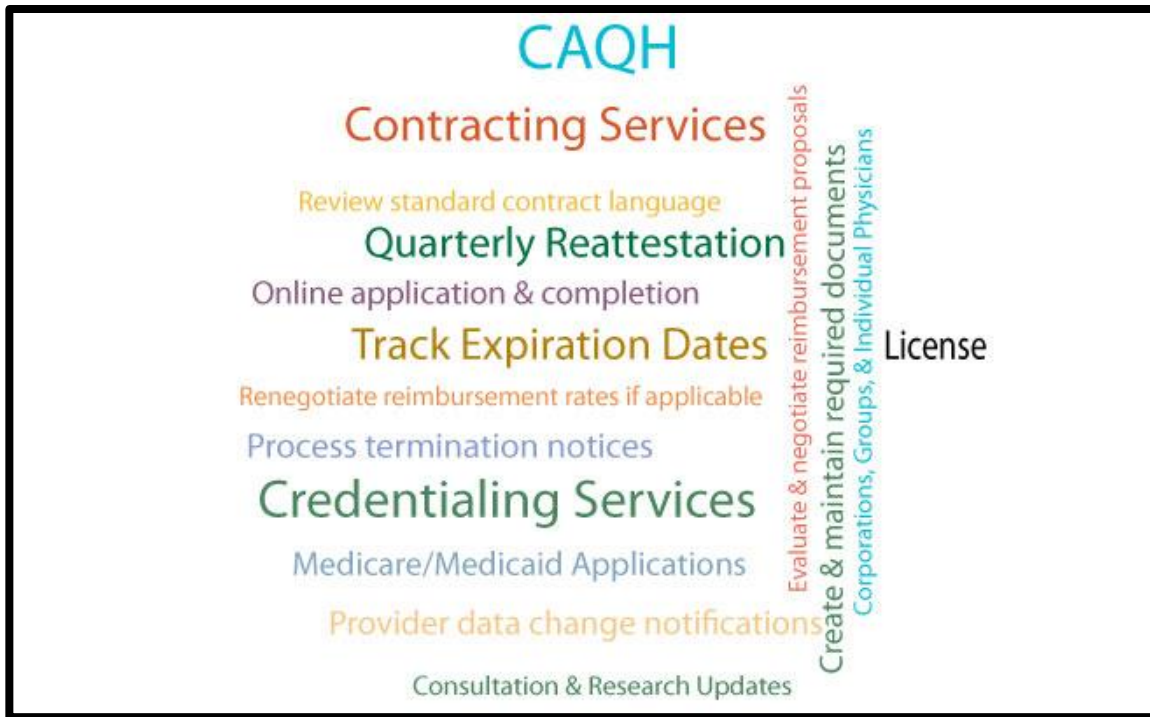 CAQH
Contracting Services
Review standard contract language
Quarterly Reattestation
Online application & completion
Track Expiration Dates
Renegotiate reimbursement rates if applicable
Process termination notices
Credentialing Services
Medicare/Medicaid Applications
Provider data change notifications
Consultation & Research Updates
Evaluate & negotiate reimbursement proposals
Create & maintain required documents
Corporations, Groups, & Individual Physicians
License